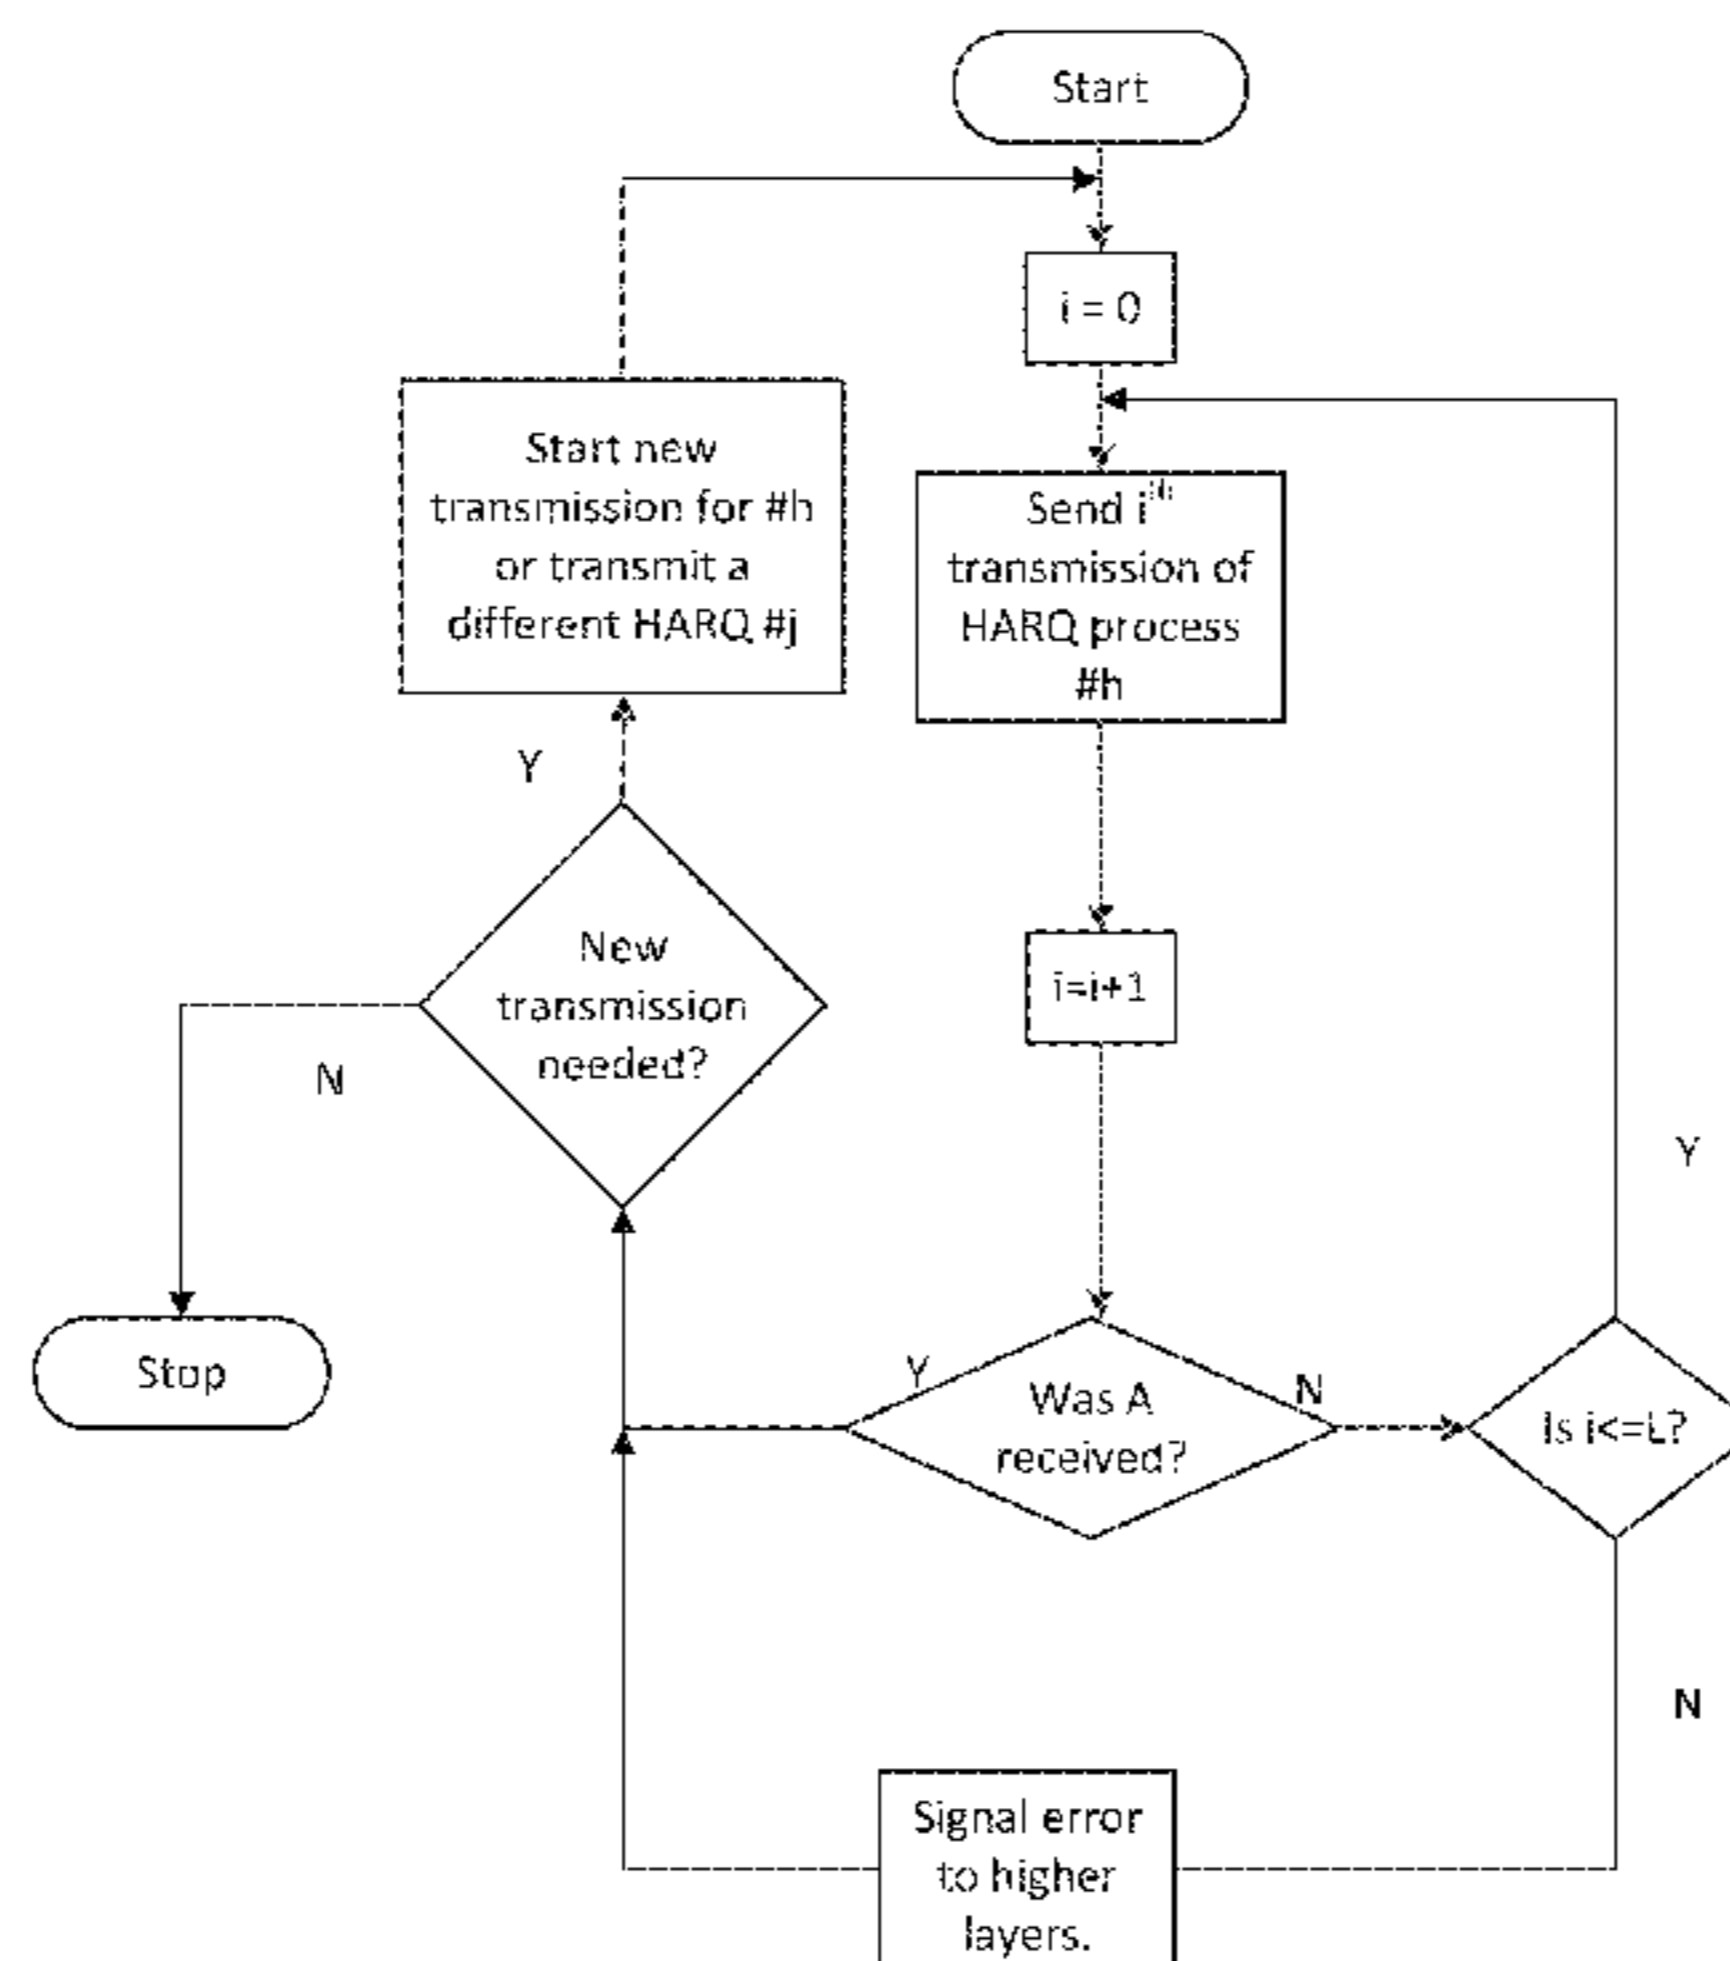 Start
i = 0
Start new
transmission for #h
or transmit a
different HARQ #j
Send i th
transmission of
HARQ process
#h
Y
New
transmission
needed?
i=i+1
N
Y
Stop
Y
Was A
received?
N
Is i<=L?
N
Signal error
to higher
layers.